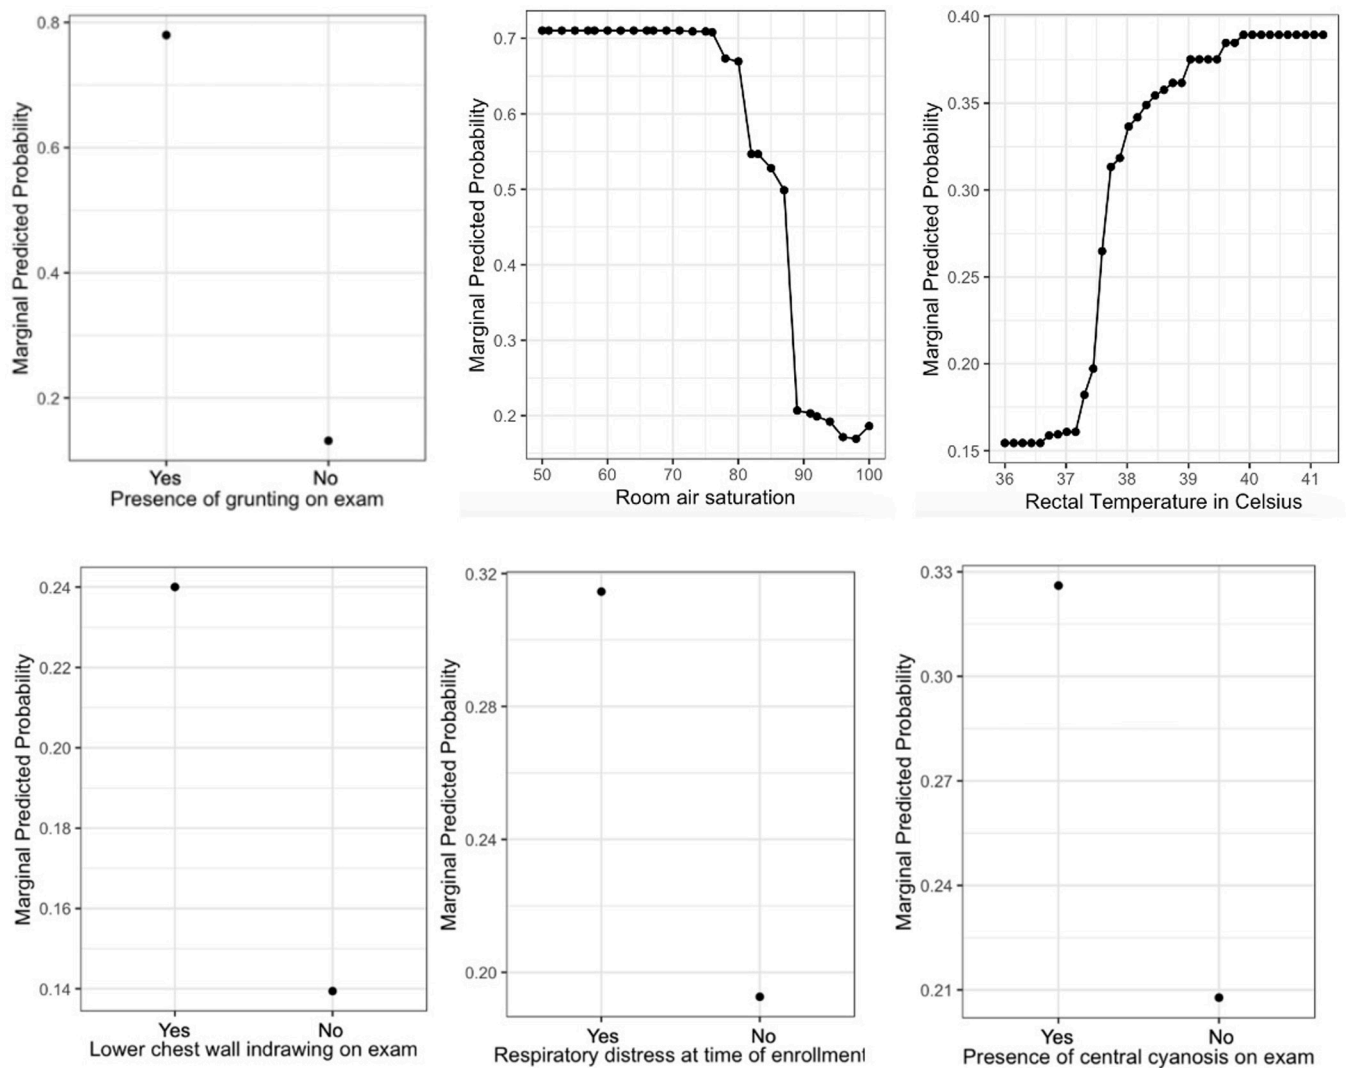 Marginal Predicted Probability
0.8
0.6
0.4
0.2
Yes No
Presence of grunting on exam
Marginal Predicted Probability
0.7
0.6
0.5
0.4
0.3
0.2
50 60 70 80 90 100
Room air saturation
Marginal Predicted Probability
0.40
0.35
0.30
0.25
0.20
0.15
36 37 38 39 40 41
Rectal Temperature in Celsius
Marginal Predicted Probability
0.24
0.22
0.20
0.18
0.16
0.14
Yes No
Lower chest wall indrawing on exam
Marginal Predicted Probability
0.32
0.28
0.24
0.20
Yes No
Respiratory distress at time of enrollment
Marginal Predicted Probability
0.33
0.30
0.27
0.24
0.21
Yes No
Presence of central cyanosis on exam